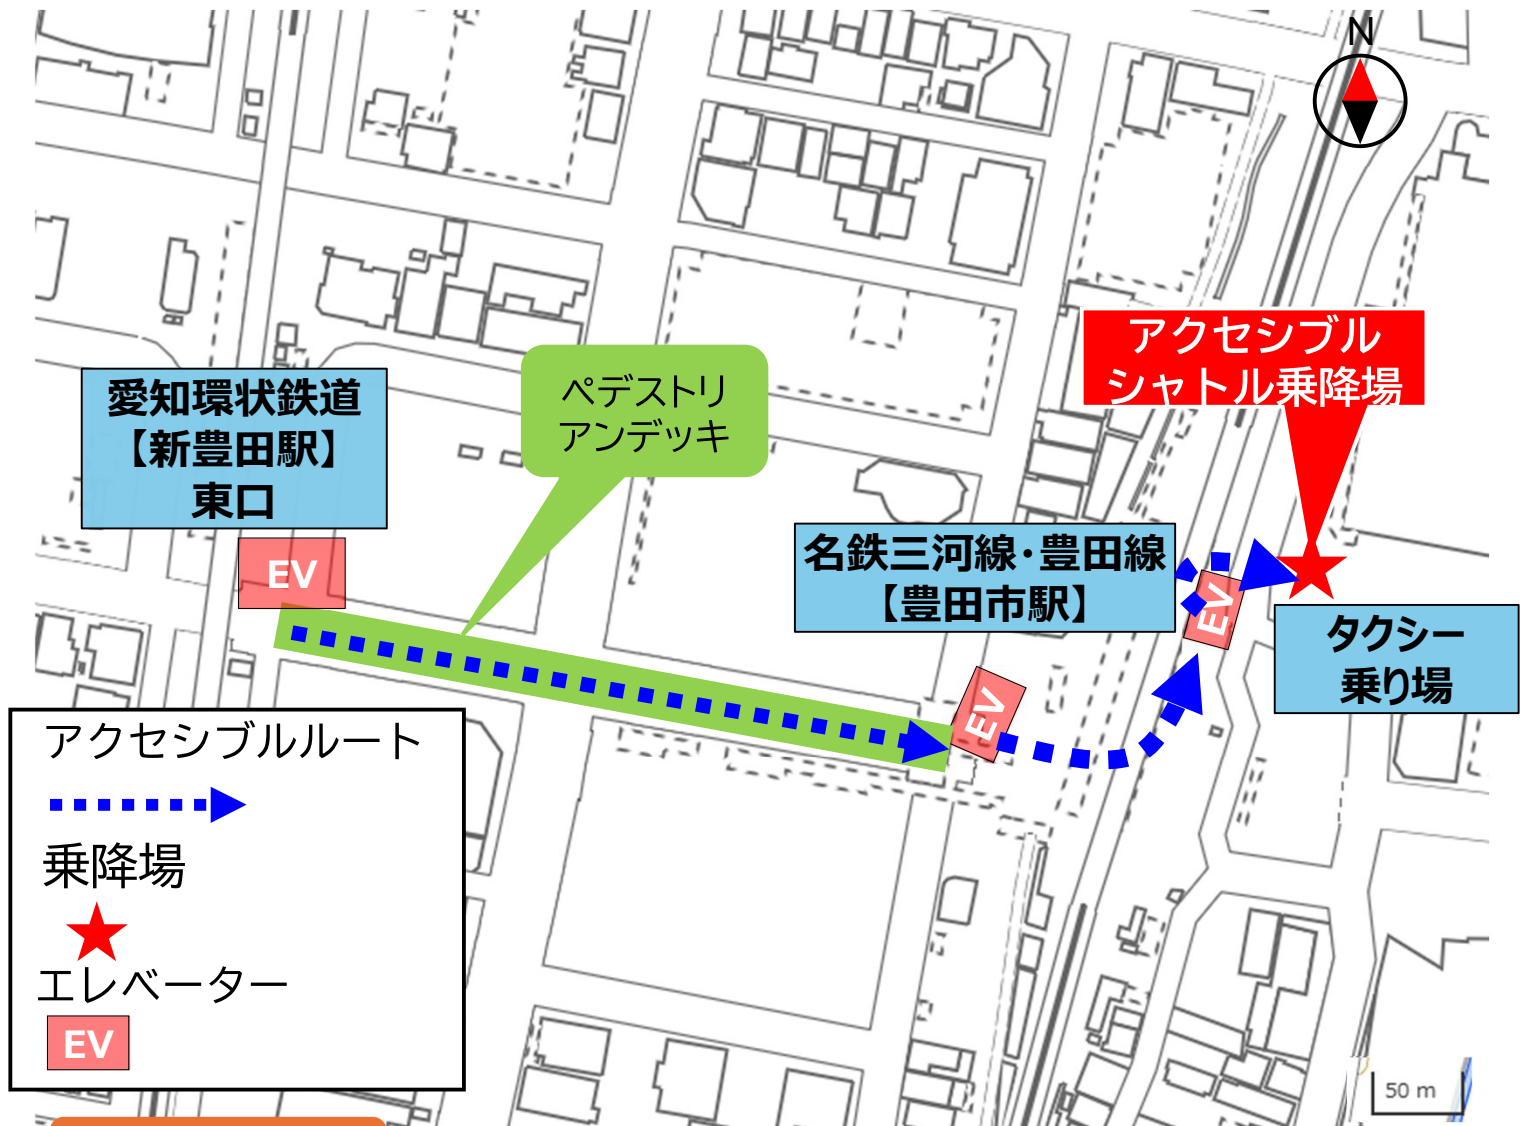 N
アクセシブル
シャトル乗降場
ペデストリ
アンデッキ
愛知環状鉄道
【新豊田駅】
東口
EV
名鉄三河線・豊田線
【豊田市駅】
EV
EV
タクシー
乗り場
アクセシブルルート
乗降場
エレベーター
EV
50 m